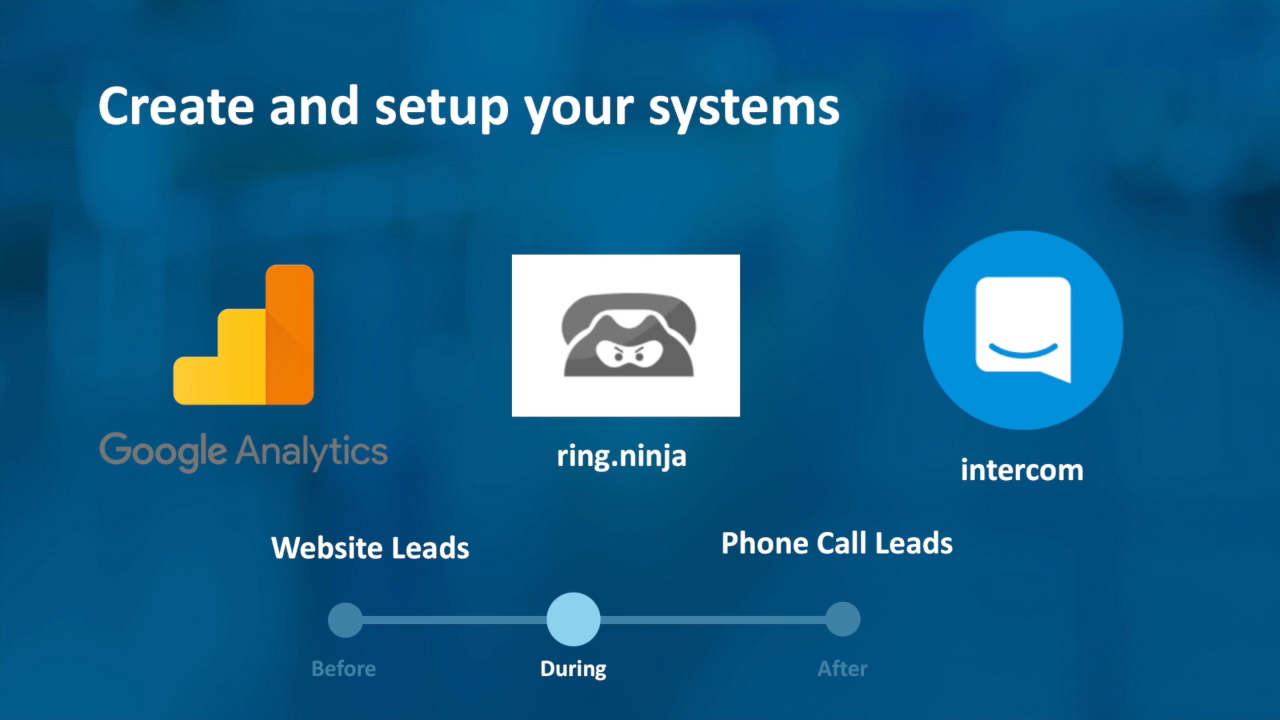 Create and setup your systems
Google Analytics
ring.ninja
intercom
Website Leads
Phone Call Leads
Before
During
After